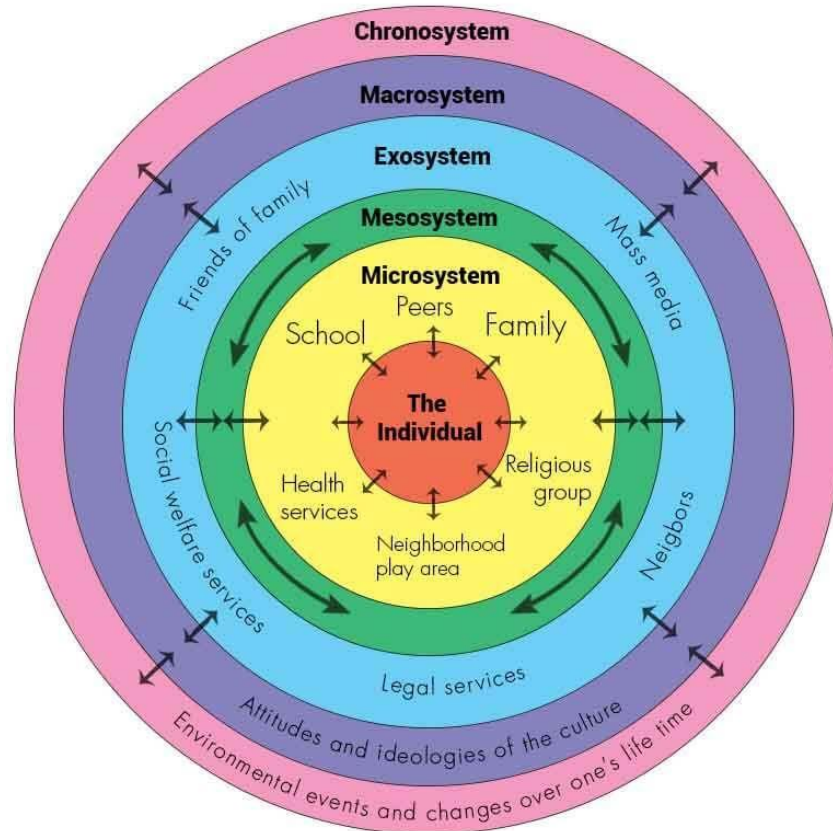 Chronosystem
Macrosystem
Exosystem
Friends of family
Mass media
Mesosystem
Microsystem
Peers
School
Family
The
Individual
Health
services
Religious
group
Neighborhood
play area
Social welfare services
Neigbors
Legal services
Attitudes and ideologies of the culture
Environmental events and changes over one's life time